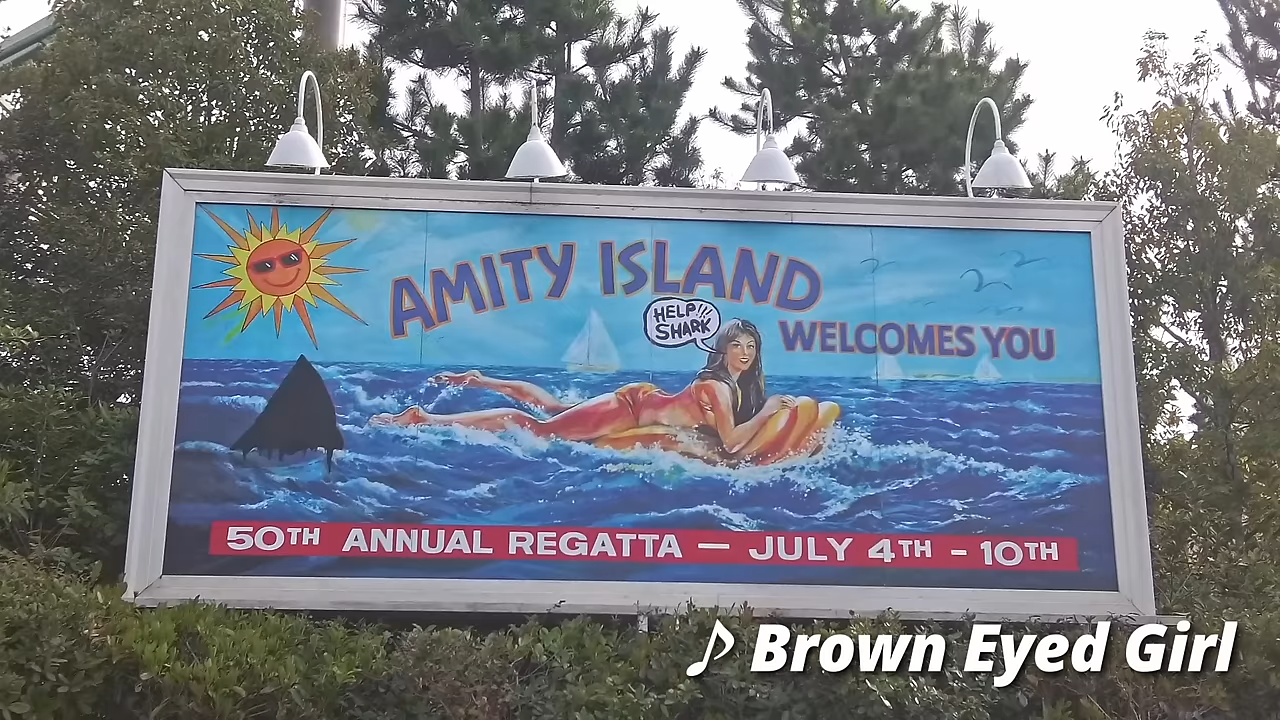 AMITY ISLAND
HELP!!!
SHARK
WELCOMES YOU
50TH ANNUAL REGATTA — JULY 4TH - 10TH
♪ Brown Eyed Girl